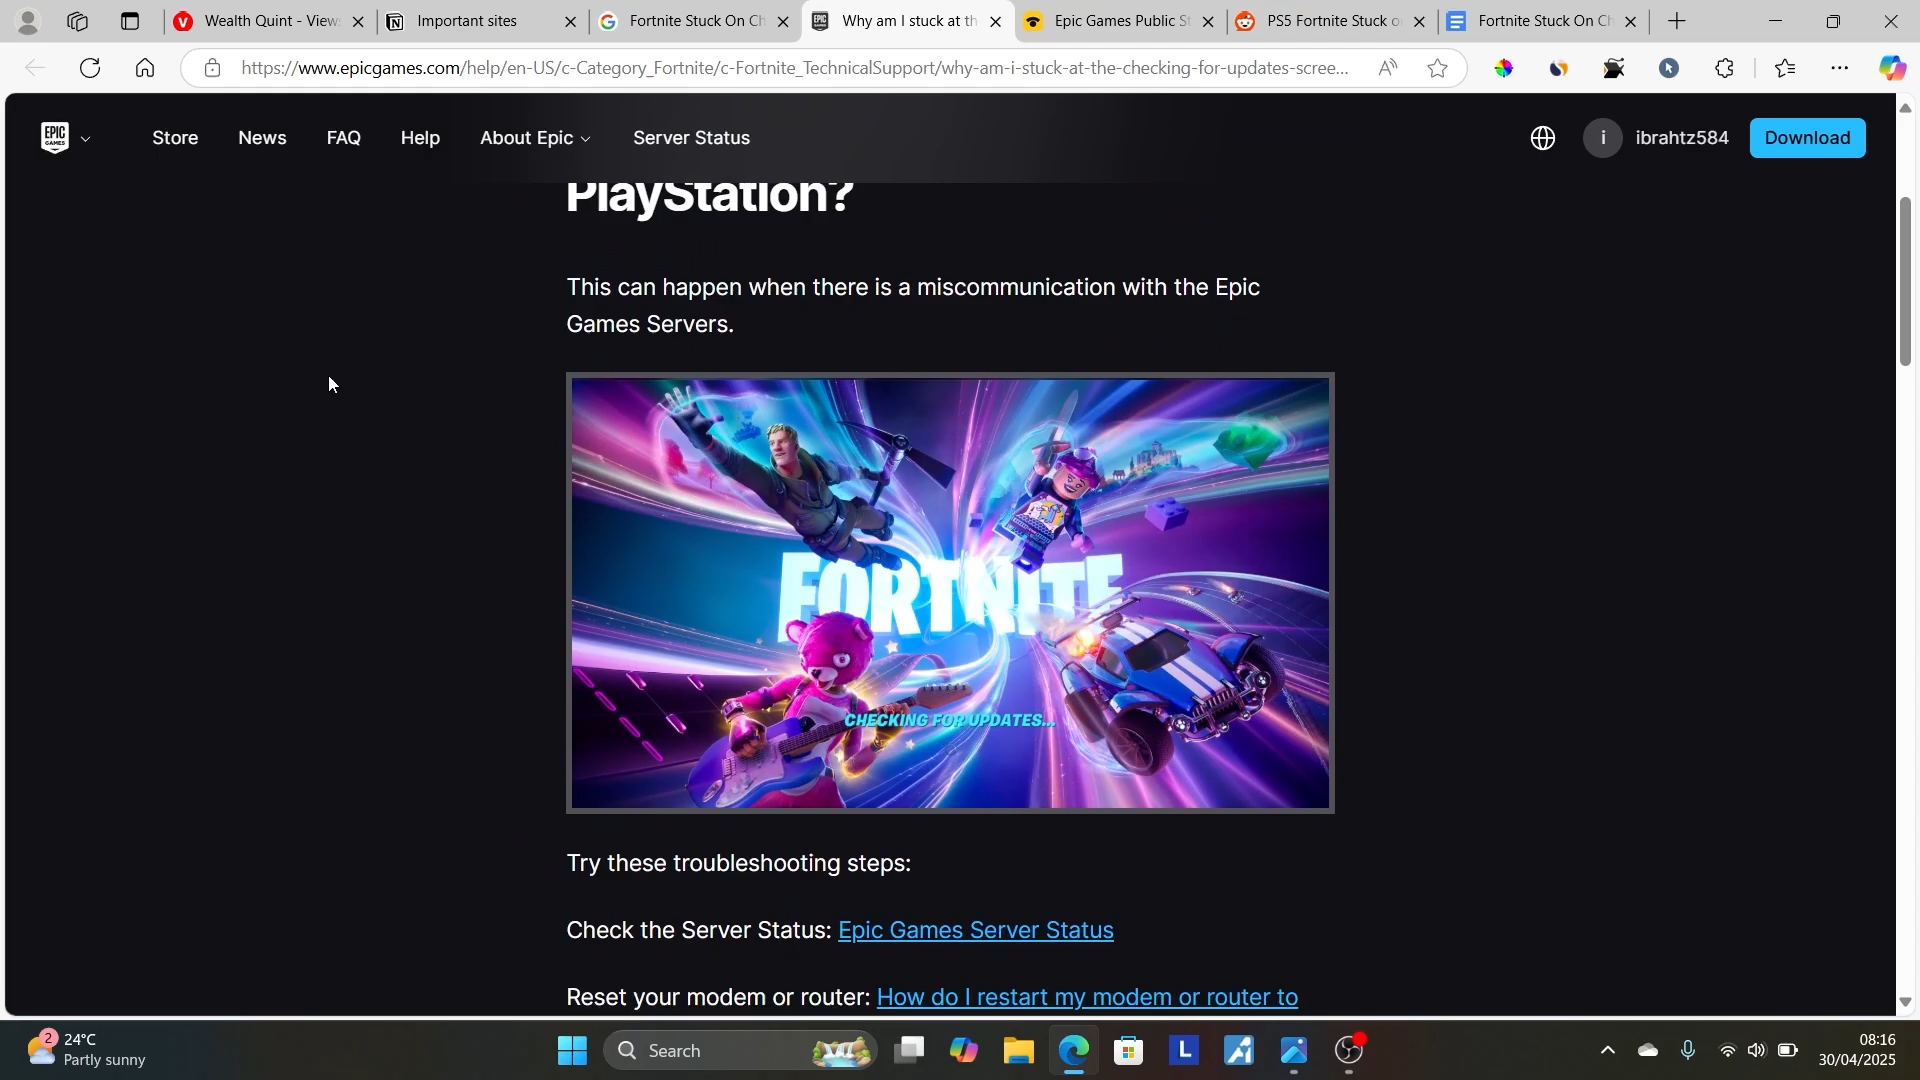 Wealth Quint - View
Important sites
Fortnite Stuck On Ch
Why am I stuck at th
Epic Games Public St
PS5 Fortnite Stuck o
Fortnite Stuck On Ch
https://www.epicgames.com/help/en-US/c-Category_Fortnite/c-Fortnite_TechnicalSupport/why-am-i-stuck-at-the-checking-for-updates-scree...
EPIC
GAMES
Store
News
FAQ
Help
About Epic
Server Status
i
ibrahtz584
Download
PlayStation?
This can happen when there is a miscommunication with the Epic
Games Servers.
FORTNITE
CHECKING FOR UPDATES...
Try these troubleshooting steps:
Check the Server Status: Epic Games Server Status
Reset your modem or router: How do I restart my modem or router to
2
24°C
Partly sunny
Search
L
08:16
30/04/2025